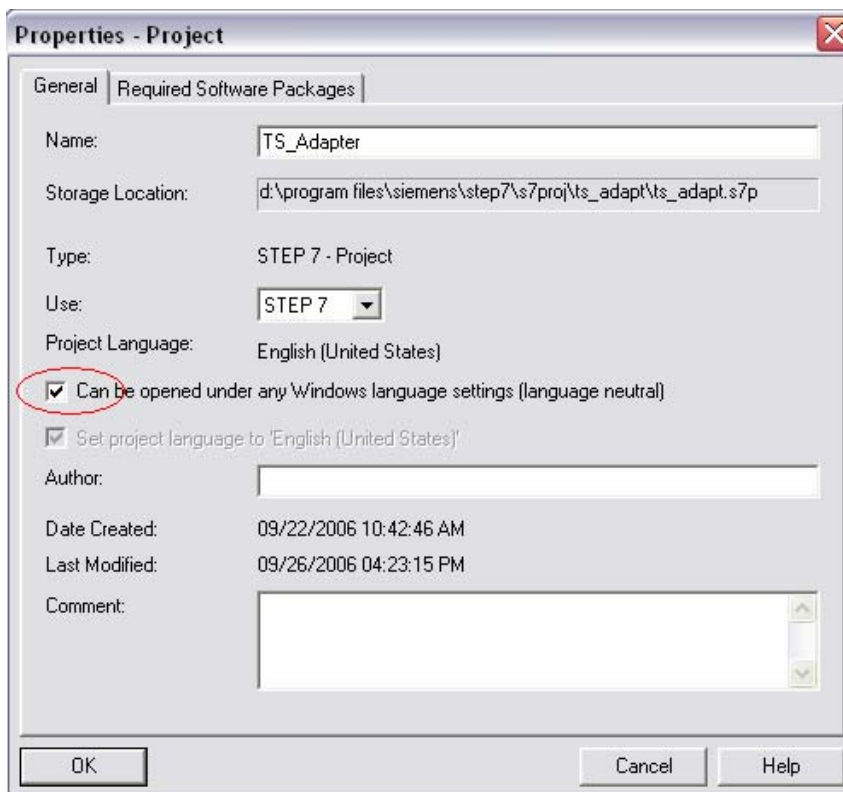 Properties - Project
General Required Software Packages
Name: TS_Adapter
Storage Location: d:\program files\siemens\step7\s7proj\ts_adapt\ts_adapt.s7p
Type: STEP 7 - Project
Use: STEP 7
Project Language: English (United States)
Can be opened under any Windows language settings (language neutral)
Set project language to 'English (United States)'
Author:
Date Created: 09/22/2006 10:42:46 AM
Last Modified: 09/26/2006 04:23:15 PM
Comment:
OK Cancel Help